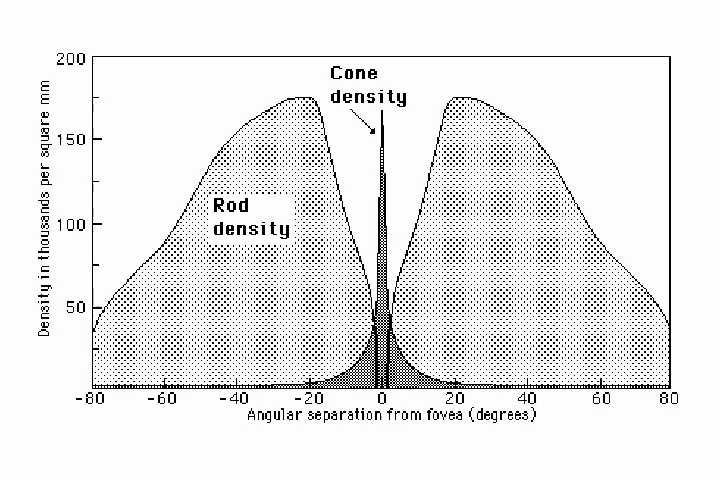 200
Cone
density
150
Rod
density
100
50
Density in thousands per square mm
-80 -60 -40 -20 0 20 40 60 80
Angular separation from fovea (degrees)